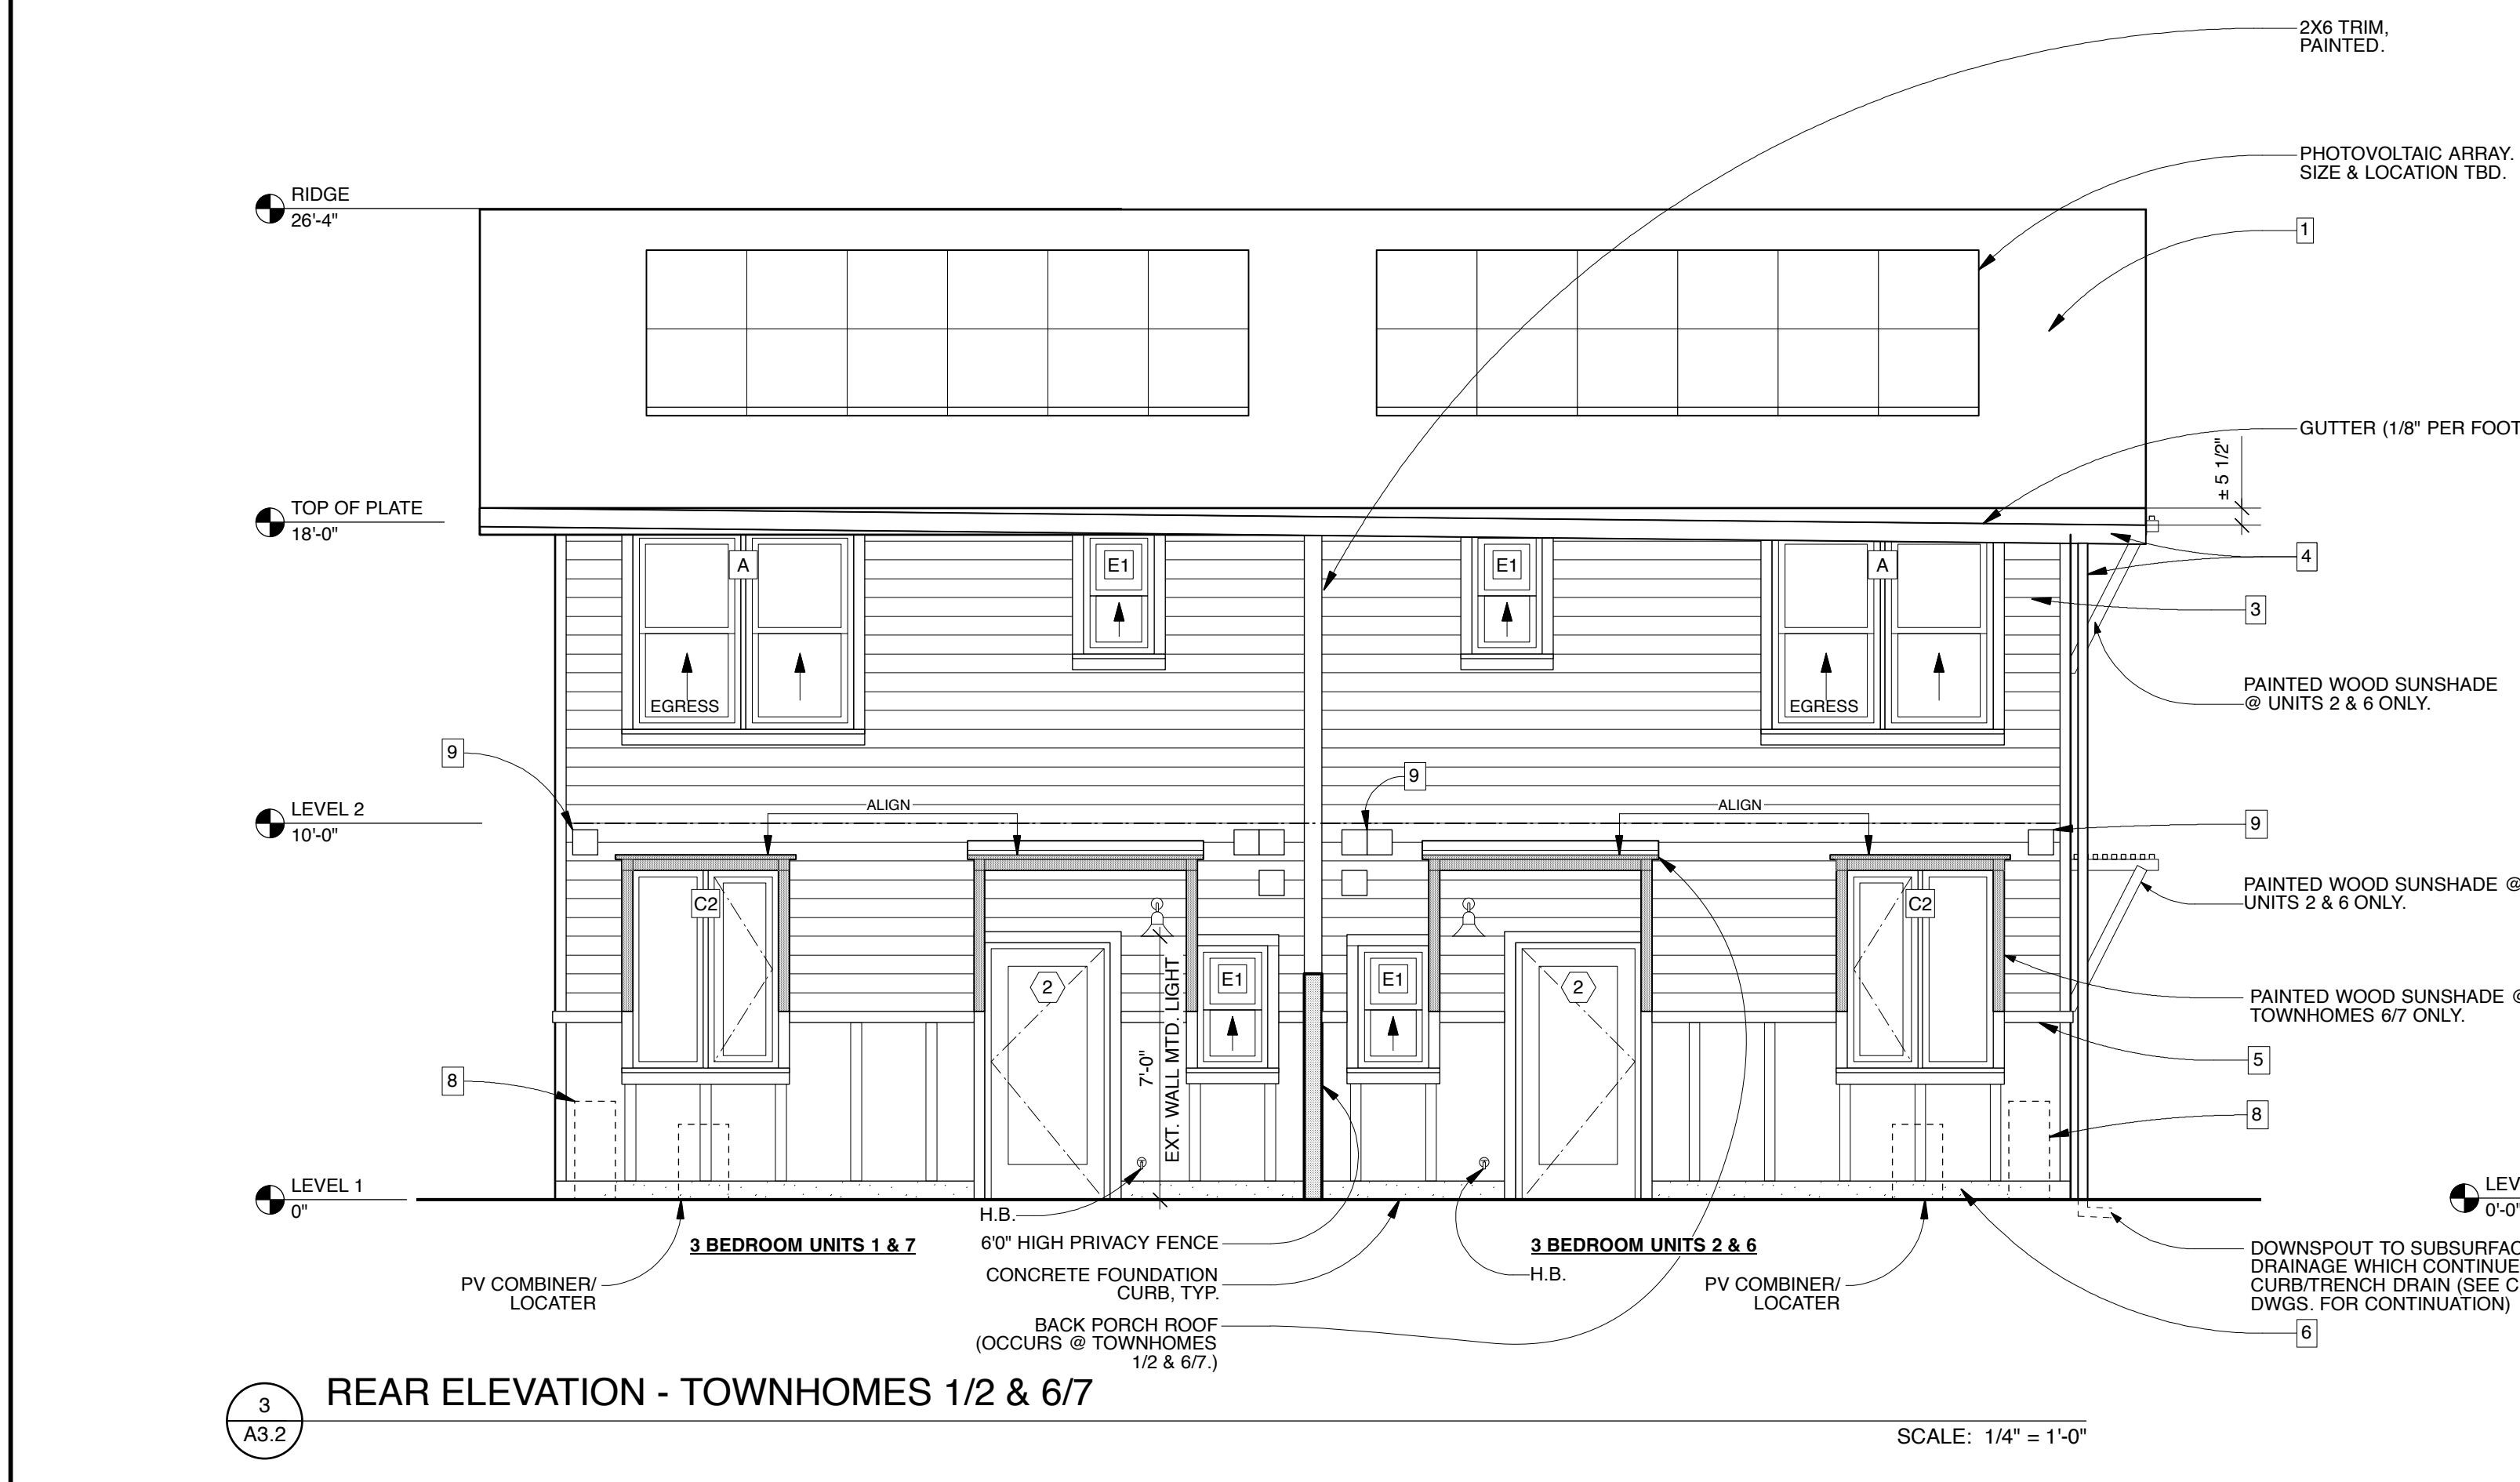 2X6 TRIM,
PAINTED.
PHOTOVOLTAIC ARRAY.
SIZE & LOCATION TBD.
RIDGE
26'-4"
1
GUTTER (1/8" PER FOOT
± 5 1/2"
TOP OF PLATE
18'-0"
4
A
E1
E1
A
3
EGRESS
EGRESS
PAINTED WOOD SUNSHADE
@ UNITS 2 & 6 ONLY.
9
9
LEVEL 2
10'-0"
ALIGN
ALIGN
9
C2
C2
PAINTED WOOD SUNSHADE @
UNITS 2 & 6 ONLY.
2
E1
E1
2
PAINTED WOOD SUNSHADE @
TOWNHOMES 6/7 ONLY.
7'-0"
EXT. WALL MTD. LIGHT
5
8
8
LEVEL 1
0"
LEV
0'-0"
H.B.
3 BEDROOM UNITS 1 & 7
6'0" HIGH PRIVACY FENCE
3 BEDROOM UNITS 2 & 6
H.B.
CONCRETE FOUNDATION
CURB, TYP.
PV COMBINER/
LOCATER
PV COMBINER/
LOCATER
DOWNSPOUT TO SUBSURFAC
DRAINAGE WHICH CONTINUE
CURB/TRENCH DRAIN (SEE C
DWGS. FOR CONTINUATION)
BACK PORCH ROOF
(OCCURS @ TOWNHOMES
1/2 & 6/7.)
6
3
A3.2
REAR ELEVATION - TOWNHOMES 1/2 & 6/7
SCALE: 1/4" = 1'-0"